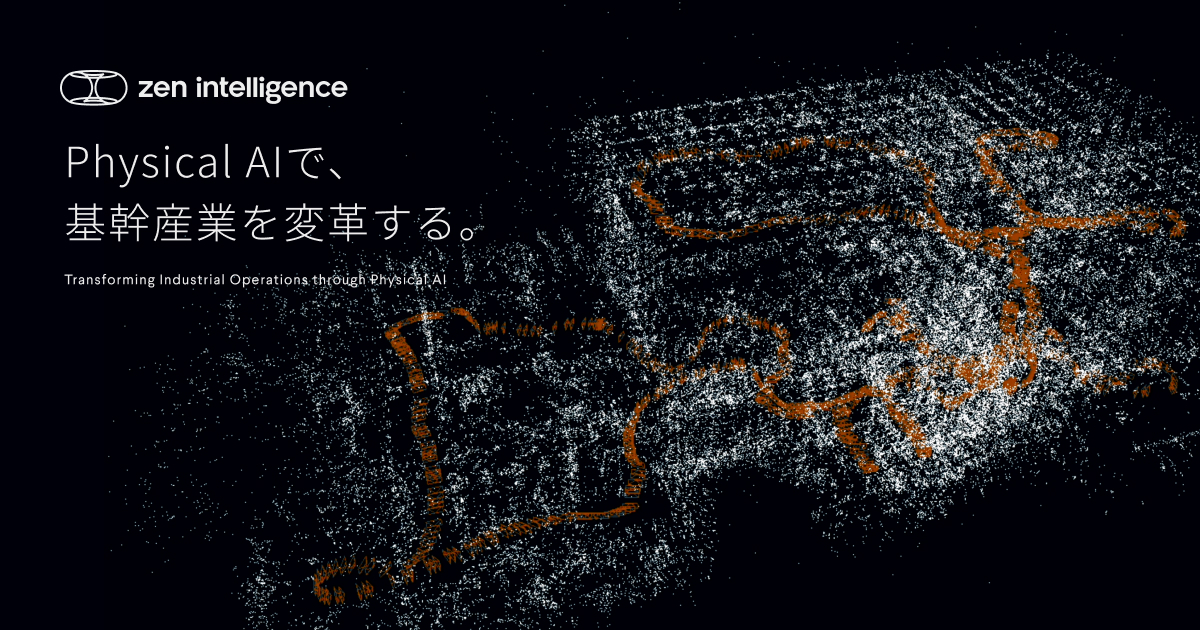 zen intelligence
Physical AIで、
基幹産業を変革する。
Transforming Industrial Operations through Physical AI